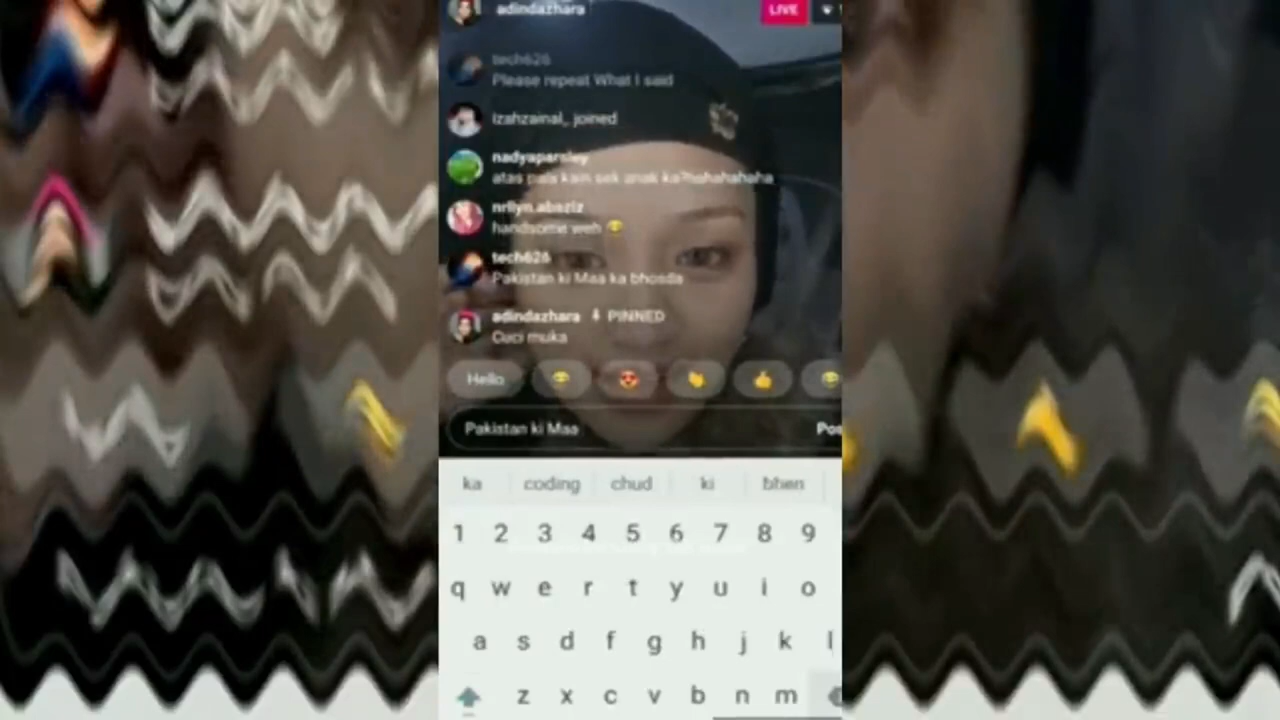 adindazhara
LIVE
tech626
Please repeat What I said
izahzainal_ joined
nadyaparsley
atas pala kain sek anak ka?hahahahaha
nrllyn.abaziz
handsome weh 😂
tech626
Pakistan ki Maa ka bhosda
adindazhara PINNED
Cuci muka
Hello
Pakistan ki Maa
Pos
ka coding chud ki bhen
1 2 3 4 5 6 7 8 9
q w e r t y u i o
a s d f g h j k l
z x c v b n m